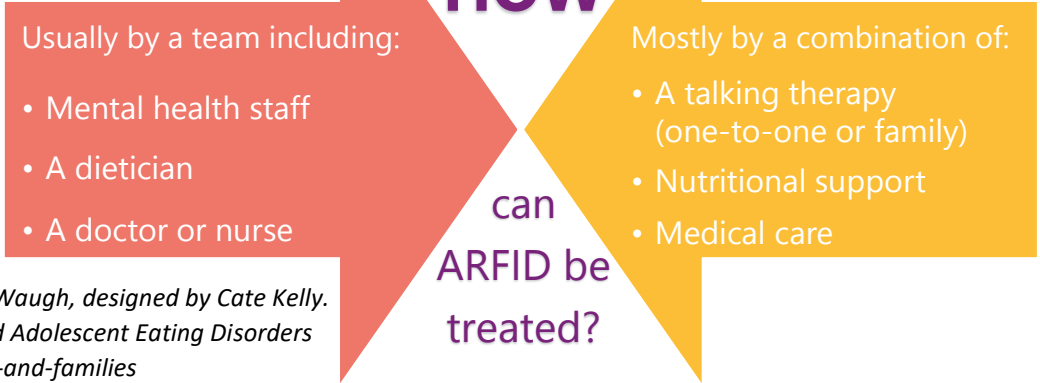 how
Usually by a team including:
• Mental health staff
• A dietician
• A doctor or nurse
can
ARFID be
treated?
Mostly by a combination of:
• A talking therapy
(one-to-one or family)
• Nutritional support
• Medical care
Waugh, designed by Cate Kelly.
Adolescent Eating Disorders
-and-families